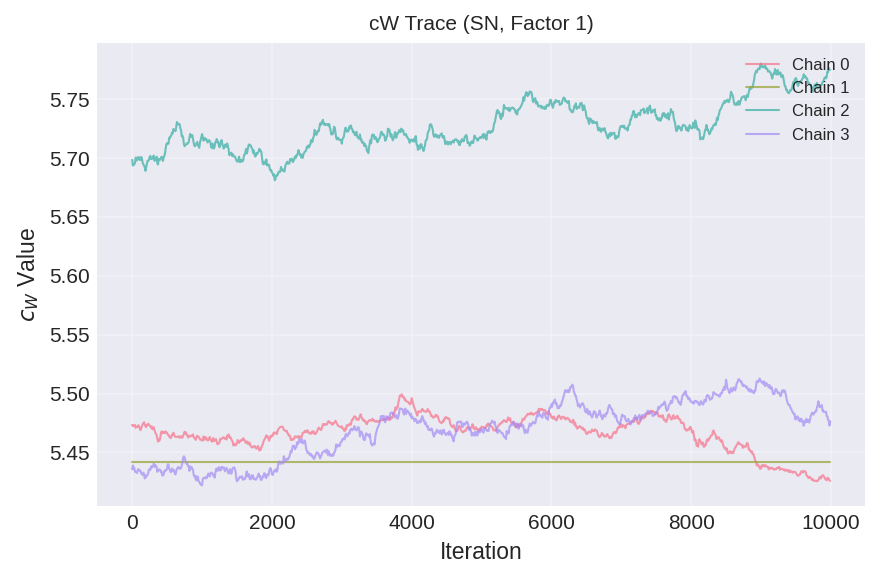 cW Trace (SN, Factor 1)
Chain 0
Chain 1
Chain 2
Chain 3
5.75
5.70
5.65
5.60
5.55
5.50
5.45
c_W Value
0
2000
4000
6000
8000
10000
Iteration